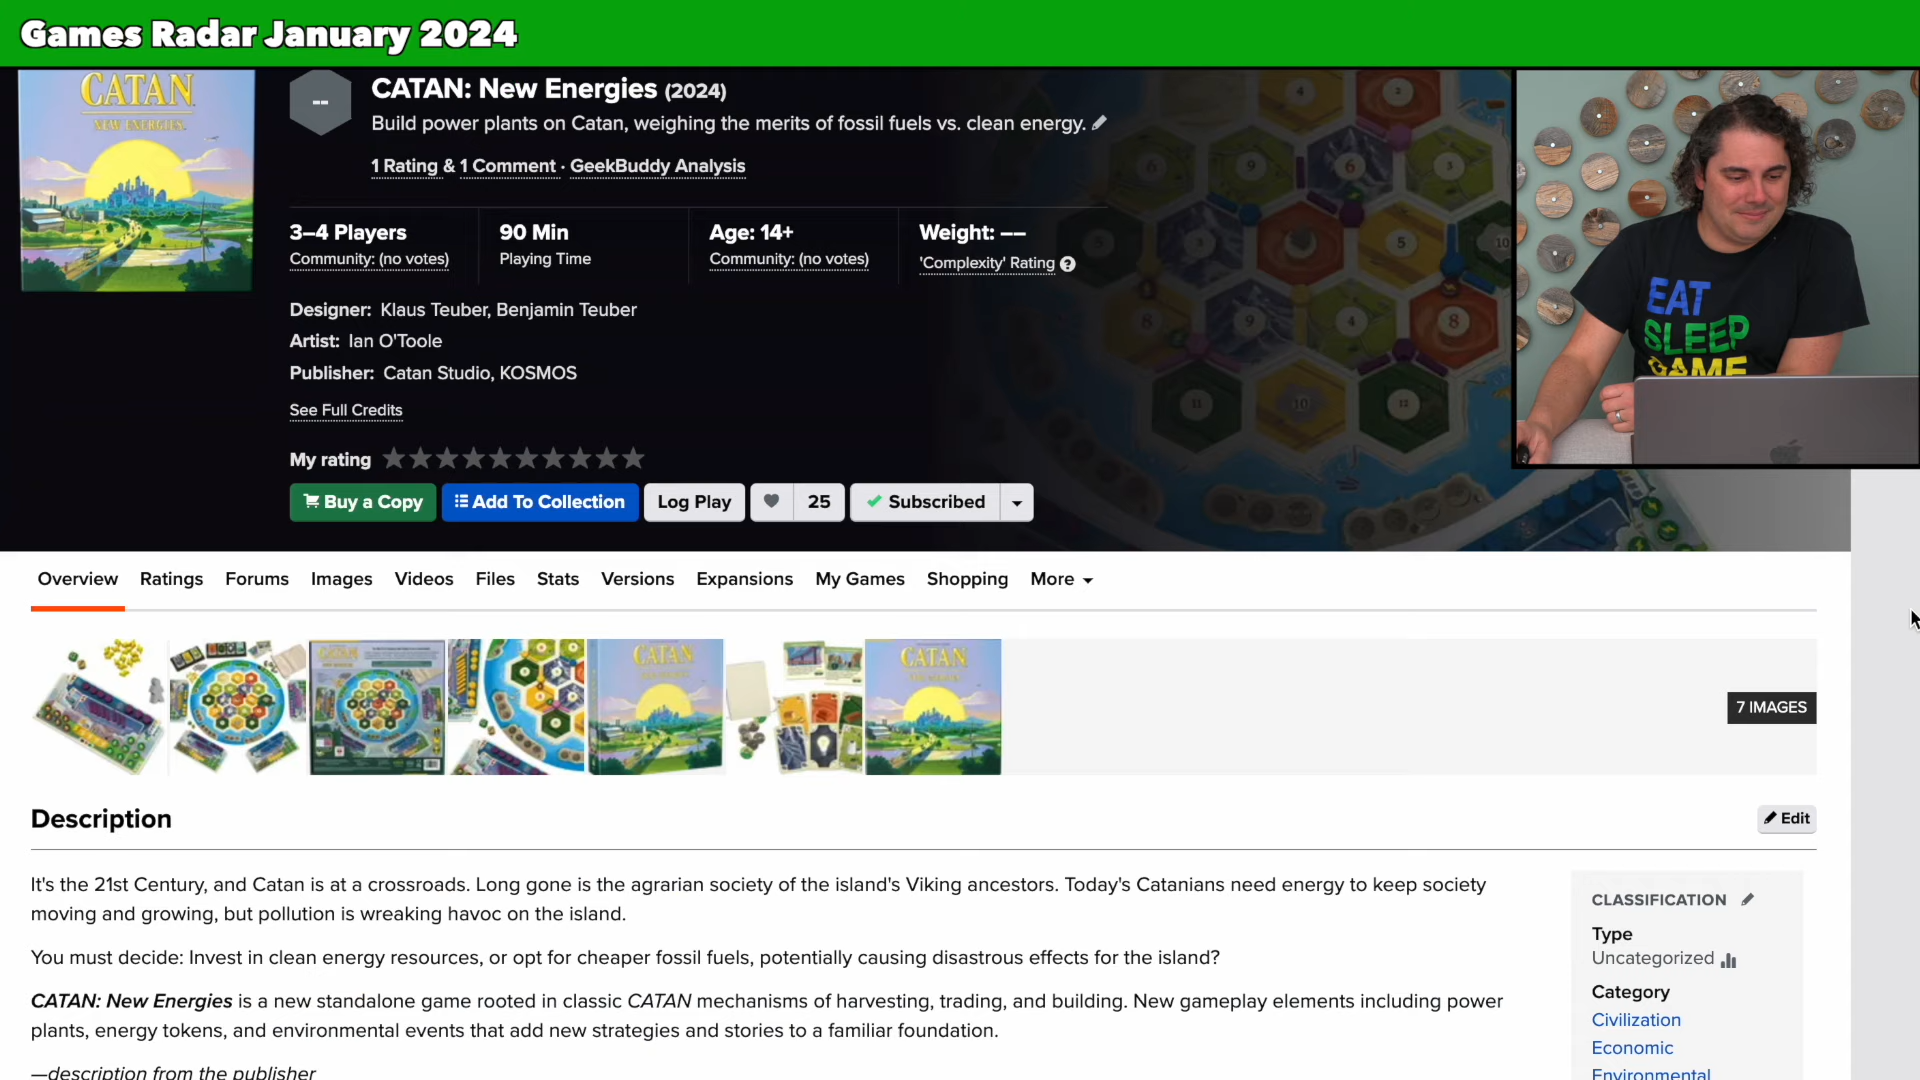 Games Radar January 2024
CATAN
NEW ENERGIES
--
CATAN: New Energies (2024)
Build power plants on Catan, weighing the merits of fossil fuels vs. clean energy.
1 Rating & 1 Comment · GeekBuddy Analysis
3–4 Players
Community: (no votes)
90 Min
Playing Time
Age: 14+
Community: (no votes)
Weight: --
'Complexity' Rating
Designer: Klaus Teuber, Benjamin Teuber
Artist: Ian O'Toole
Publisher: Catan Studio, KOSMOS
See Full Credits
My rating
Buy a Copy
Add To Collection
Log Play
25
Subscribed
EAT
SLEEP
GAME
Overview Ratings Forums Images Videos Files Stats Versions Expansions My Games Shopping More
CATAN
CATAN
7 IMAGES
Description
Edit
It's the 21st Century, and Catan is at a crossroads. Long gone is the agrarian society of the island's Viking ancestors. Today's Catanians need energy to keep society
moving and growing, but pollution is wreaking havoc on the island.
You must decide: Invest in clean energy resources, or opt for cheaper fossil fuels, potentially causing disastrous effects for the island?
CATAN: New Energies is a new standalone game rooted in classic CATAN mechanisms of harvesting, trading, and building. New gameplay elements including power
plants, energy tokens, and environmental events that add new strategies and stories to a familiar foundation.
—description from the publisher
CLASSIFICATION
Type
Uncategorized
Category
Civilization
Economic
Environmental